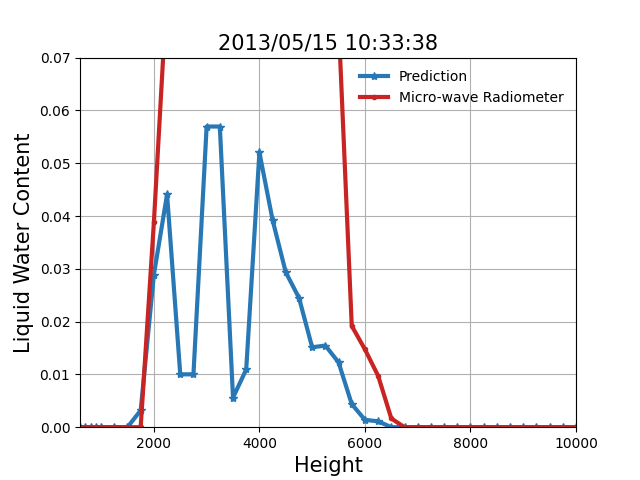 2013/05/15 10:33:38
0.07
0.06
0.05
0.04
0.03
0.02
0.01
0.00
Liquid Water Content
Prediction
Micro-wave Radiometer
2000 4000 6000 8000 10000
Height